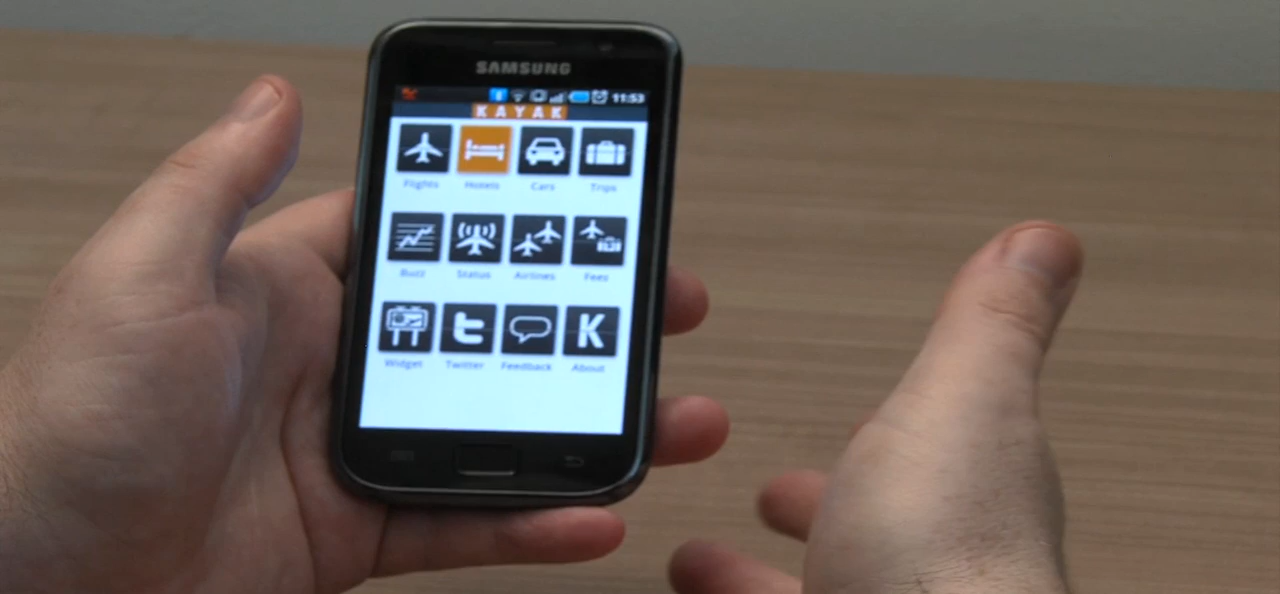 SAMSUNG
11:53
KAYAK
Flights Hotels Cars Trips
Buzz Status Airlines Fees
Widget Twitter Feedback About